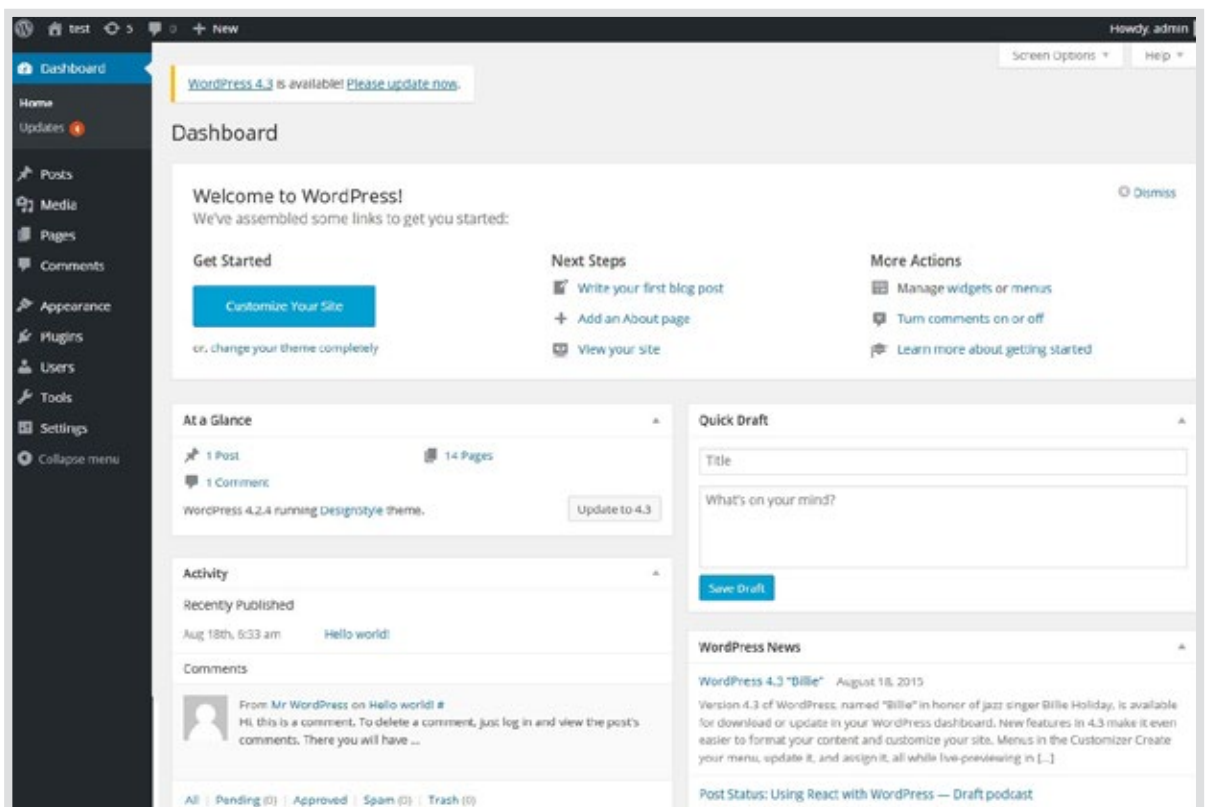 test 5 0 + New
Howdy, admin
Dashboard
Home
Updates 4
Posts
Media
Pages
Comments
Appearance
Plugins
Users
Tools
Settings
Collapse menu
Screen Options
Help
WordPress 4.3 is available! Please update now.
Dashboard
Welcome to WordPress!
Dismiss
We've assembled some links to get you started:
Get Started
Customize Your Site
or, change your theme completely
Next Steps
Write your first blog post
Add an About page
View your site
More Actions
Manage widgets or menus
Turn comments on or off
Learn more about getting started
At a Glance
1 Post
14 Pages
1 Comment
WordPress 4.2.4 running DesignStyle theme.
Update to 4.3
Activity
Recently Published
Aug 18th, 6:33 am Hello world!
Comments
From Mr WordPress on Hello world! #
Hi, this is a comment. To delete a comment, just log in and view the post's
comments. There you will have ...
All | Pending (0) | Approved | Spam (0) | Trash (0)
Quick Draft
Title
What's on your mind?
Save Draft
WordPress News
WordPress 4.3 "Billie" August 18, 2015
Version 4.3 of WordPress, named "Billie" in honor of jazz singer Billie Holiday, is available
for download or update in your WordPress dashboard. New features in 4.3 make it even
easier to format your content and customize your site. Menus in the Customizer Create
your menu, update it, and assign it, all while live-previewing in [...]
Post Status: Using React with WordPress — Draft podcast